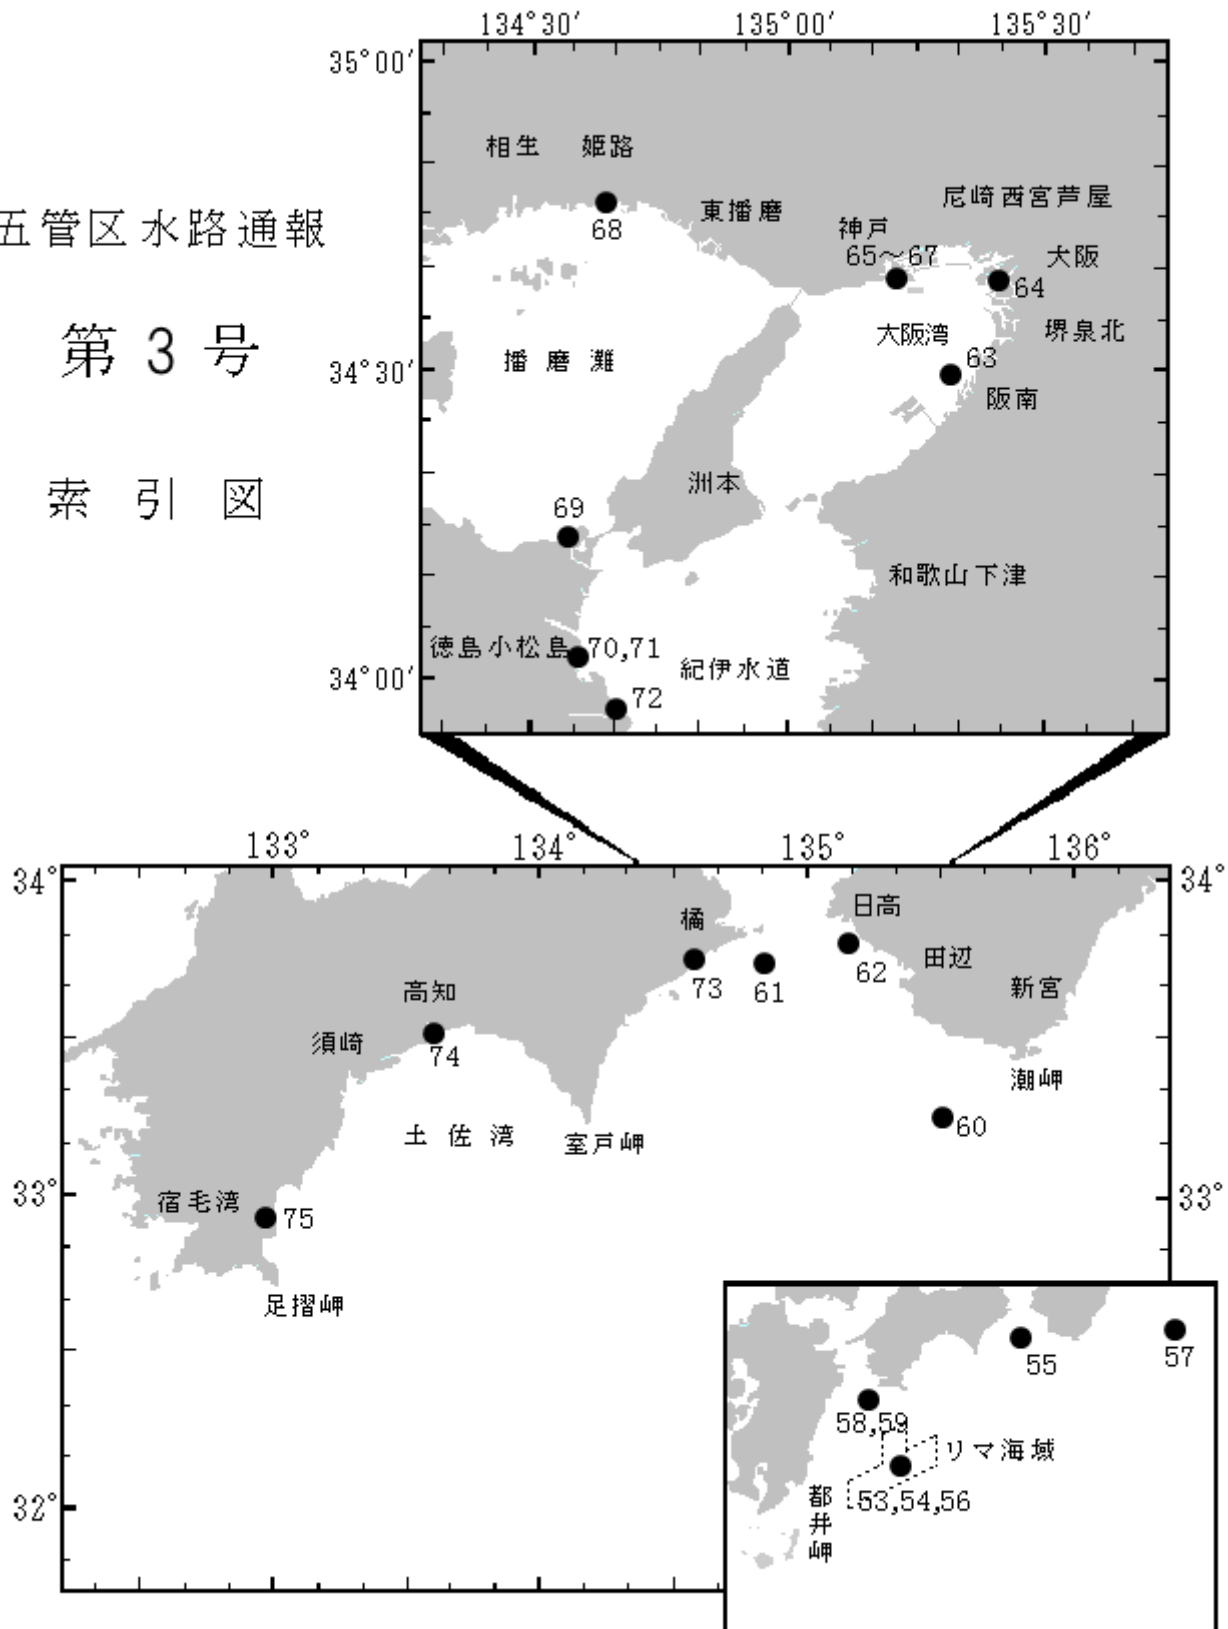 五管区水路通報
第 3 号
索 引 図
134°30′ 135°00′ 135°30′
35°00′
34°30′
34°00′
相生 姫路
68
東播磨
尼崎西宮芦屋
神戸
65～67
大阪
64
大阪湾
堺泉北
63
阪南
播 磨 灘
洲本
69
和歌山下津
徳島小松島
70,71
紀伊水道
72
133° 134° 135° 136°
34° 34°
橘
日高
73
61
62
田辺
新宮
高知
須崎
74
潮岬
60
土 佐 湾
室戸岬
33° 33°
宿毛湾
75
足摺岬
32°
55
57
58,59
リマ海域
53,54,56
都井岬